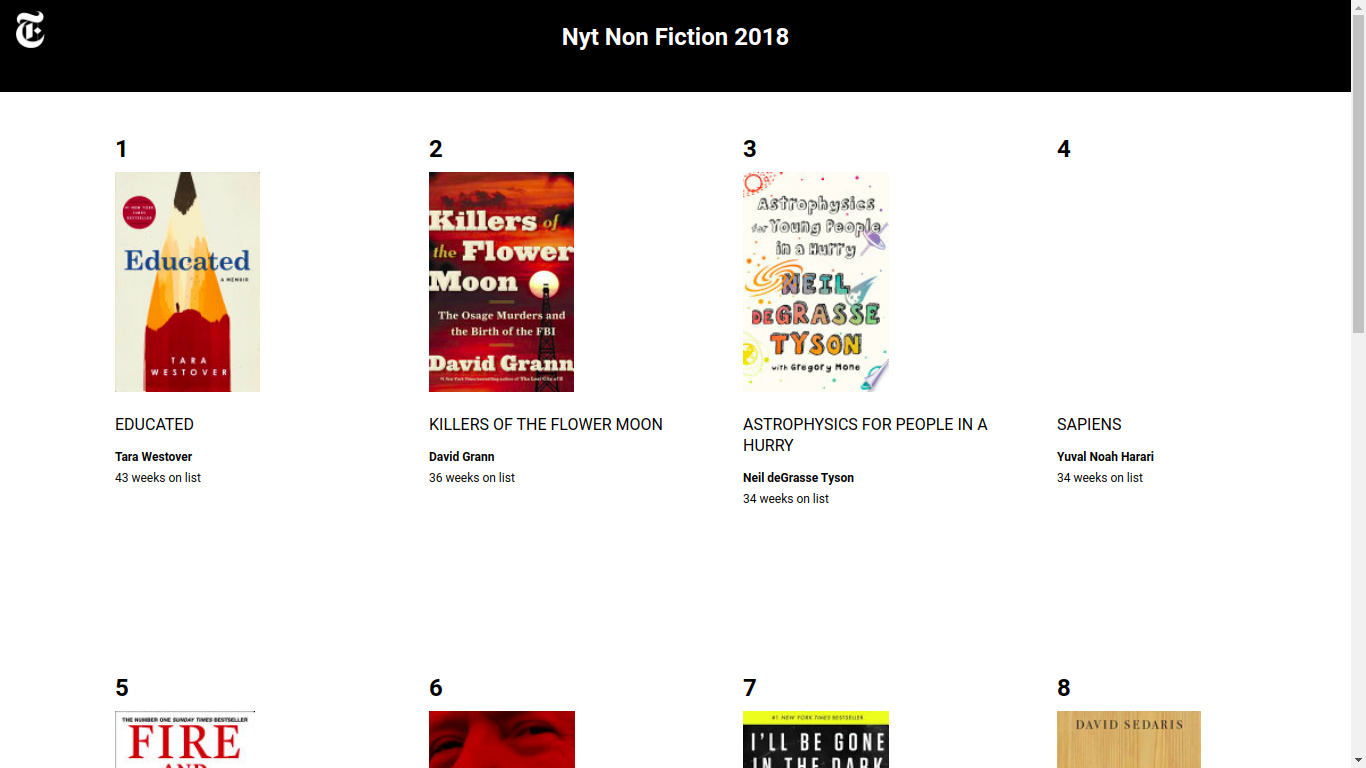 Nyt Non Fiction 2018
1
2
3
4
#1 NEW YORK
TIMES
BESTSELLER
Educated
A MEMOIR
TARA
WESTOVER
Killers of
the Flower
Moon
The Osage Murders and
the Birth of the FBI
David Grann
#1 New York Times bestselling author of The Lost City of Z
Astrophysics
for Young People
in a Hurry
NEIL
DEGRASSE
TYSON
with Gregory Mone
EDUCATED
Tara Westover
43 weeks on list
KILLERS OF THE FLOWER MOON
David Grann
36 weeks on list
ASTROPHYSICS FOR PEOPLE IN A
HURRY
Neil deGrasse Tyson
34 weeks on list
SAPIENS
Yuval Noah Harari
34 weeks on list
5
6
7
8
THE NUMBER ONE SUNDAY TIMES BESTSELLER
FIRE
AND
#1 NEW YORK TIMES BESTSELLER
I'LL BE GONE
IN THE DARK
DAVID SEDARIS